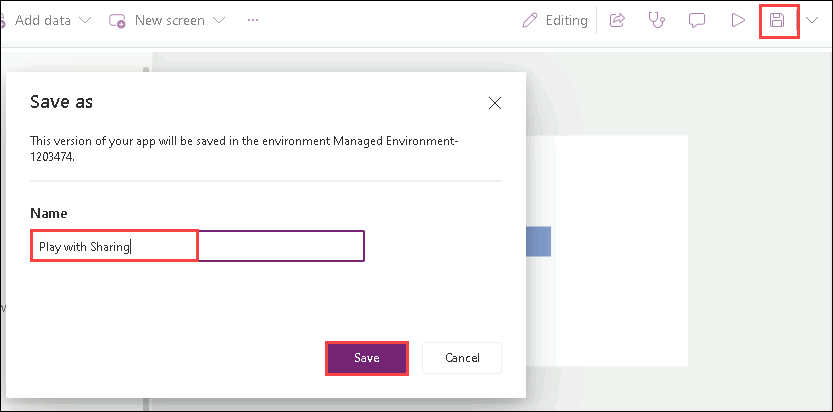 Add data New screen ... Editing
Save as
This version of your app will be saved in the environment Managed Environment-
1203474.
Name
Play with Sharing
Save Cancel